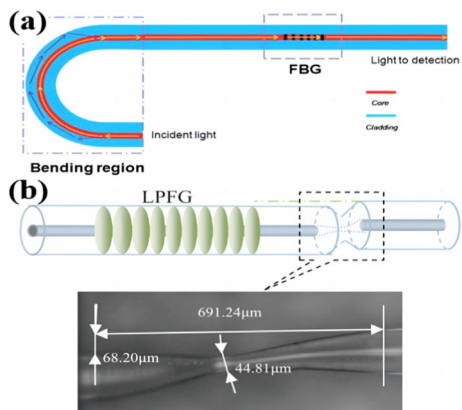 (a)
FBG
Light to detection
Core
Cladding
Incident light
Bending region
(b)
LPFG
691.24μm
68.20μm
44.81μm